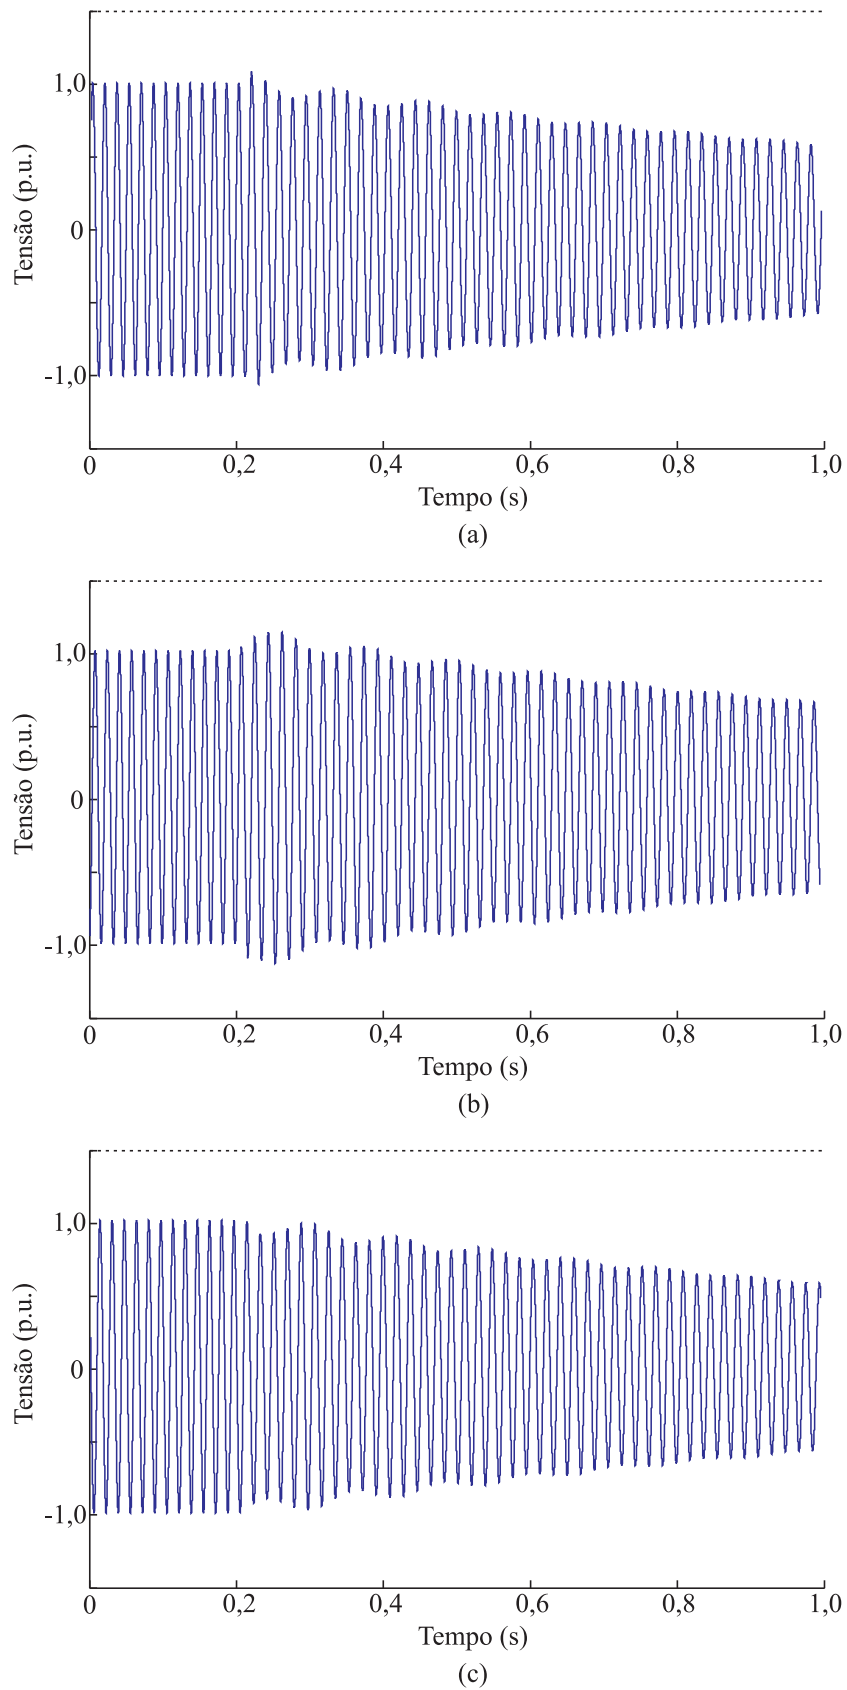 Tensão (p.u.)
1,0
0
-1,0
0 0,2 0,4 0,6 0,8 1,0
Tempo (s)
(a)
Tensão (p.u.)
1,0
0
-1,0
0 0,2 0,4 0,6 0,8 1,0
Tempo (s)
(b)
Tensão (p.u.)
1,0
0
-1,0
0 0,2 0,4 0,6 0,8 1,0
Tempo (s)
(c)